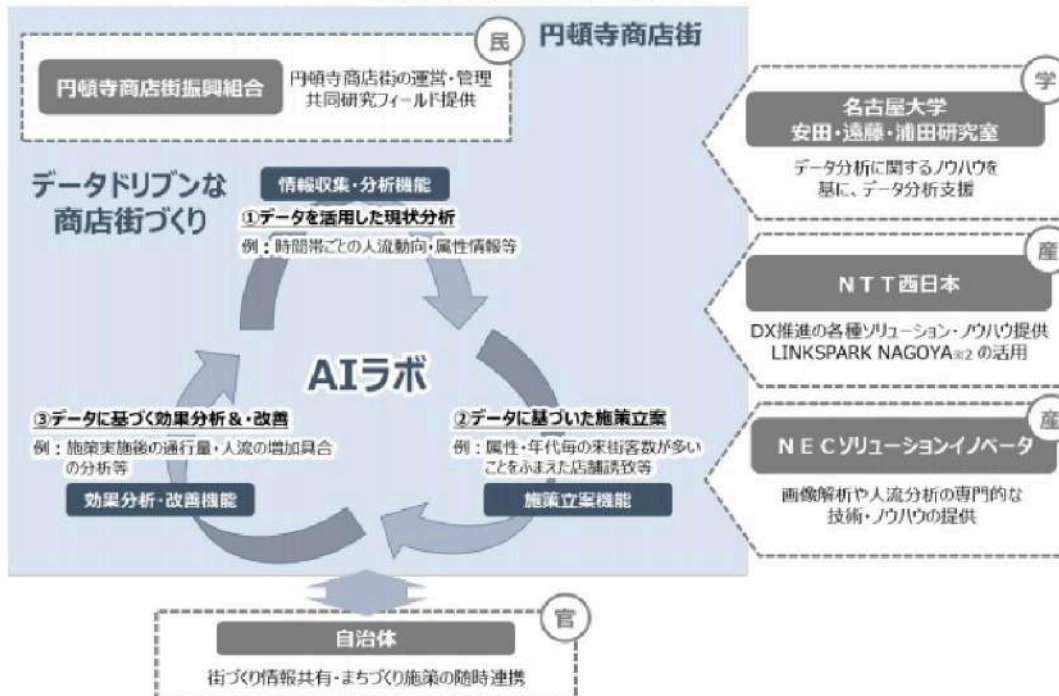 民
円頓寺商店街
円頓寺商店街振興組合
円頓寺商店街の運営・管理
共同研究フィールド提供
データドリブンな
商店街づくり
情報収集・分析機能
①データを活用した現状分析
例：時間帯ごとの人流動向・属性情報等
AIラボ
③データに基づく効果分析＆・改善
例：施策実施後の通行量・人流の増加具合
の分析等
効果分析・改善機能
②データに基づいた施策立案
例：属性・年代毎の来街客数が多い
ことをふまえた店舗誘致等
施策立案機能
学
名古屋大学
安田・遠藤・浦田研究室
データ分析に関するノウハウを
基に、データ分析支援
産
ＮＴＴ西日本
DX推進の各種ソリューション・ノウハウ提供
LINKSPARK NAGOYA※2 の活用
産
ＮＥＣソリューションイノベータ
画像解析や人流分析の専門的な
技術・ノウハウの提供
官
自治体
街づくり情報共有・まちづくり施策の随時連携